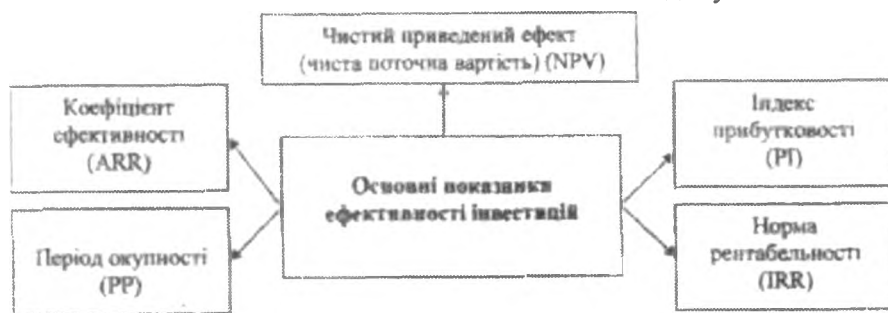 Чистий приведений ефект
(чиста поточна вартість) (NPV)
Коефіцієнт
ефективності
(ARR)
Індекс
прибутковості
(PI)
Основні показники
ефективності інвестицій
Період окупності
(PP)
Норма
рентабельності
(IRR)